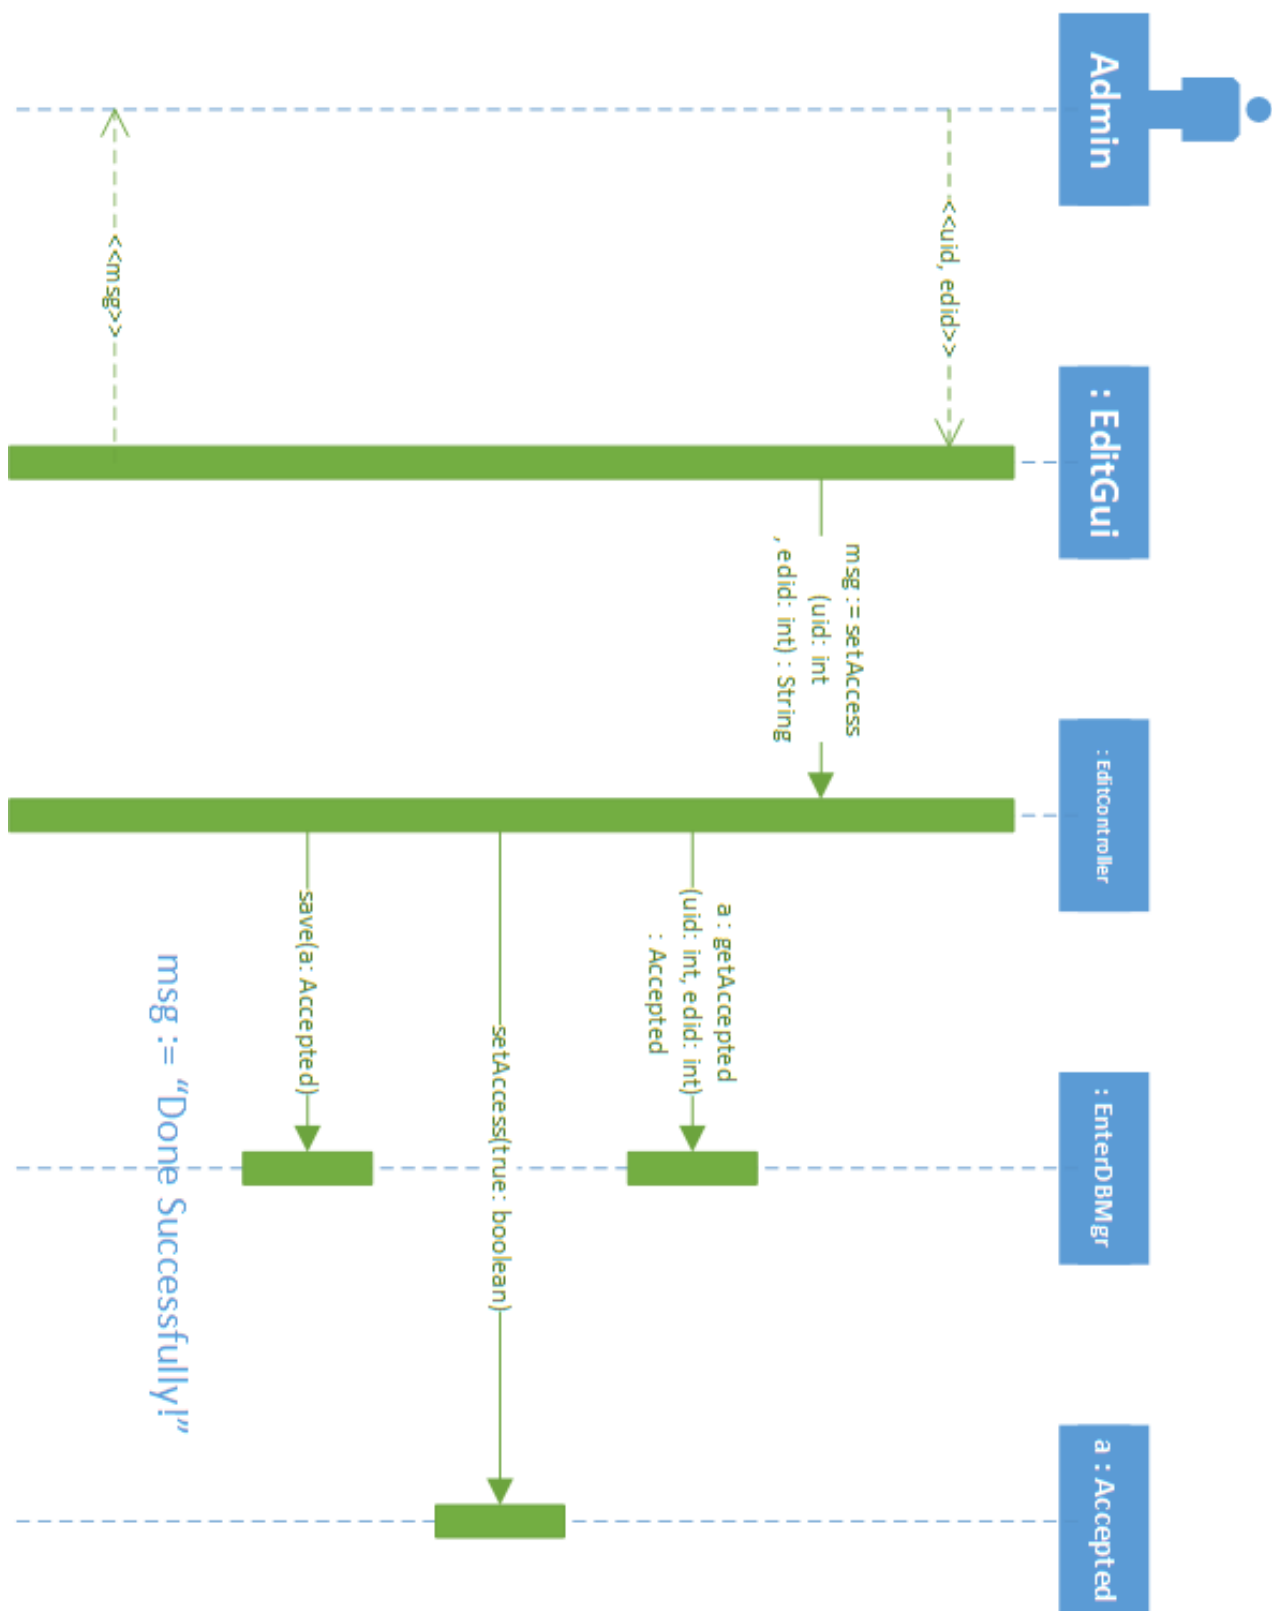 Admin
: EditGui
: EditController
: EnterDBMgr
a : Accepted
<<uid, edid>>
msg := setAccess
(uid: int
, edid: int) : String
a : getAccepted
(uid: int, edid: int)
: Accepted
setAccess(true: boolean)
save(a: Accepted)
msg := “Done Successfully!”
<<msg>>